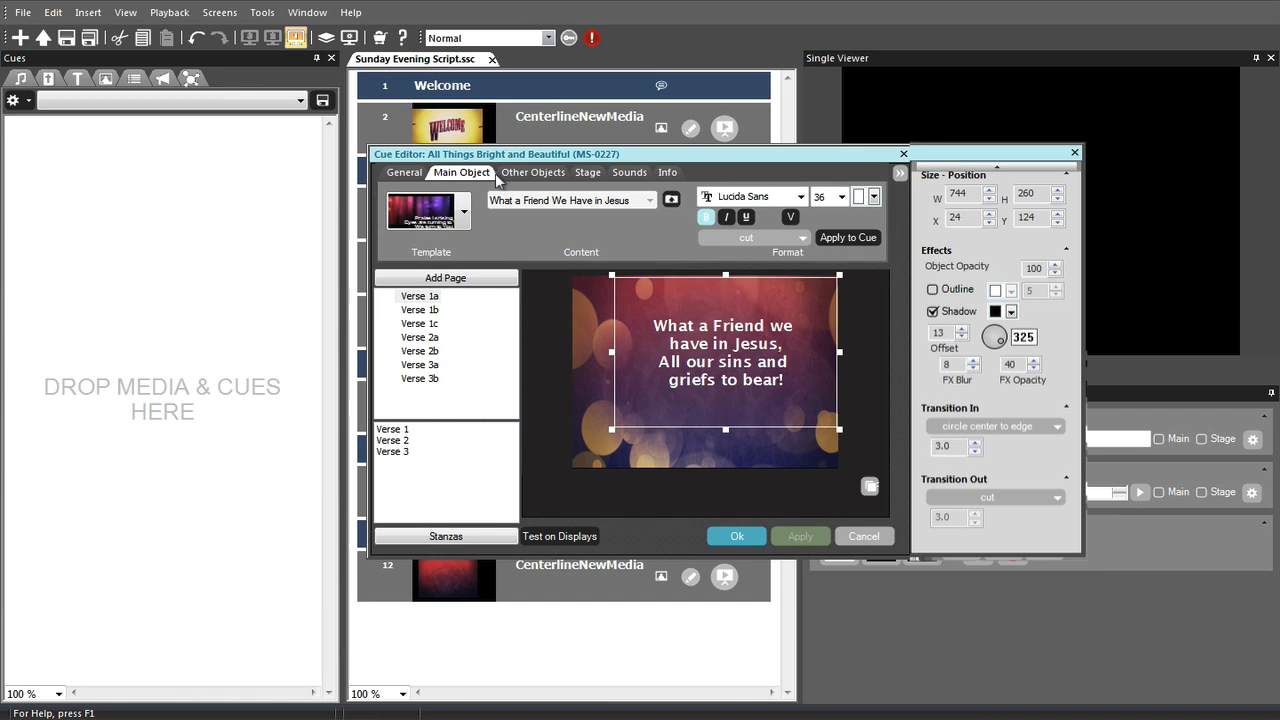 File Edit Insert View Playback Screens Tools Window Help
Normal
Cues
Sunday Evening Script.ssc
Single Viewer
1 Welcome
2 CenterlineNewMedia
WELCOME
Cue Editor: All Things Bright and Beautiful (MS-0227)
General Main Object Other Objects Stage Sounds Info
What a Friend We Have in Jesus
Lucida Sans 36
B I U V
cut Apply to Cue
Template Content Format
Add Page
Verse 1a
Verse 1b
Verse 1c
Verse 2a
Verse 2b
Verse 3a
Verse 3b
Verse 1
Verse 2
Verse 3
Stanzas
What a Friend we
have in Jesus,
All our sins and
griefs to bear!
Test on Displays Ok Apply Cancel
Size - Position
W 744 H 260
X 24 Y 124
Effects
Object Opacity 100
Outline 5
Shadow
13 325
Offset
8 40
FX Blur FX Opacity
Transition In
circle center to edge
3.0
Transition Out
cut
3.0
Main Stage
Main Stage
12 CenterlineNewMedia
DROP MEDIA & CUES
HERE
100 % 100 %
For Help, press F1